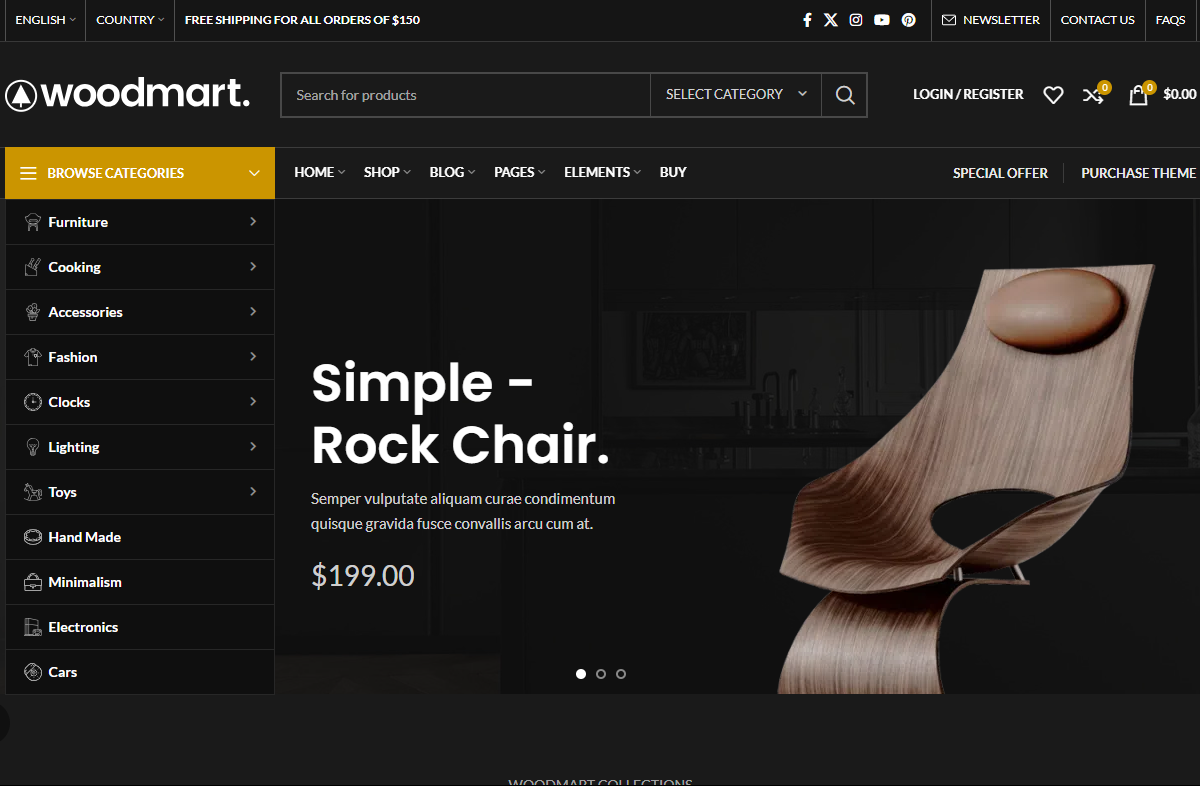 ENGLISH
COUNTRY
FREE SHIPPING FOR ALL ORDERS OF $150
NEWSLETTER
CONTACT US
FAQS
woodmart.
Search for products
SELECT CATEGORY
LOGIN / REGISTER
0
0
$0.00
BROWSE CATEGORIES
HOME
SHOP
BLOG
PAGES
ELEMENTS
BUY
SPECIAL OFFER
PURCHASE THEME
Furniture
Cooking
Accessories
Fashion
Clocks
Lighting
Toys
Hand Made
Minimalism
Electronics
Cars
Simple -
Rock Chair.
Semper vulputate aliquam curae condimentum
quisque gravida fusce convallis arcu cum at.
$199.00
WOODMART COLLECTIONS